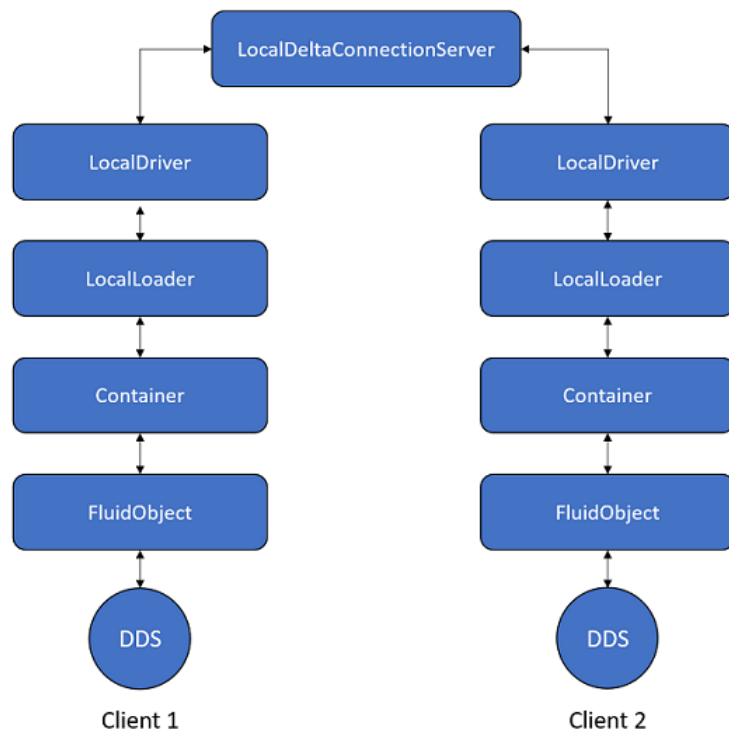 LocalDeltaConnectionServer
LocalDriver
LocalDriver
LocalLoader
LocalLoader
Container
Container
FluidObject
FluidObject
DDS
DDS
Client 1
Client 2